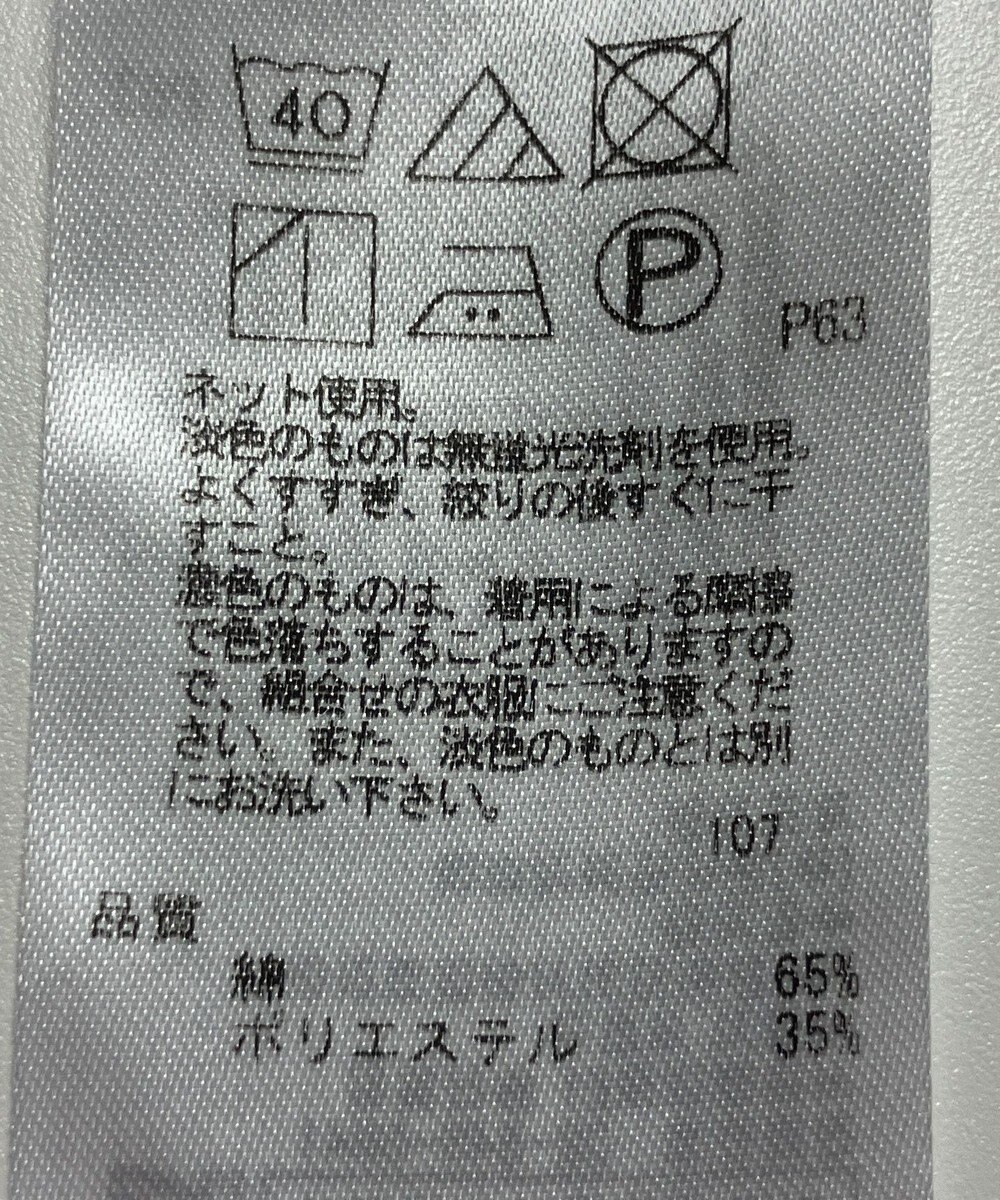 40
P
P63
ネット使用。
淡色のものは無蛍光洗剤を使用。
よくすすぎ、絞りの後すぐに干
すこと。
濃色のものは、着用による摩擦
で色落ちすることがありますの
で、組合せの衣服にご注意くだ
さい。また、淡色のものとは別
にお洗い下さい。
107
品質
綿 65%
ポリエステル 35%